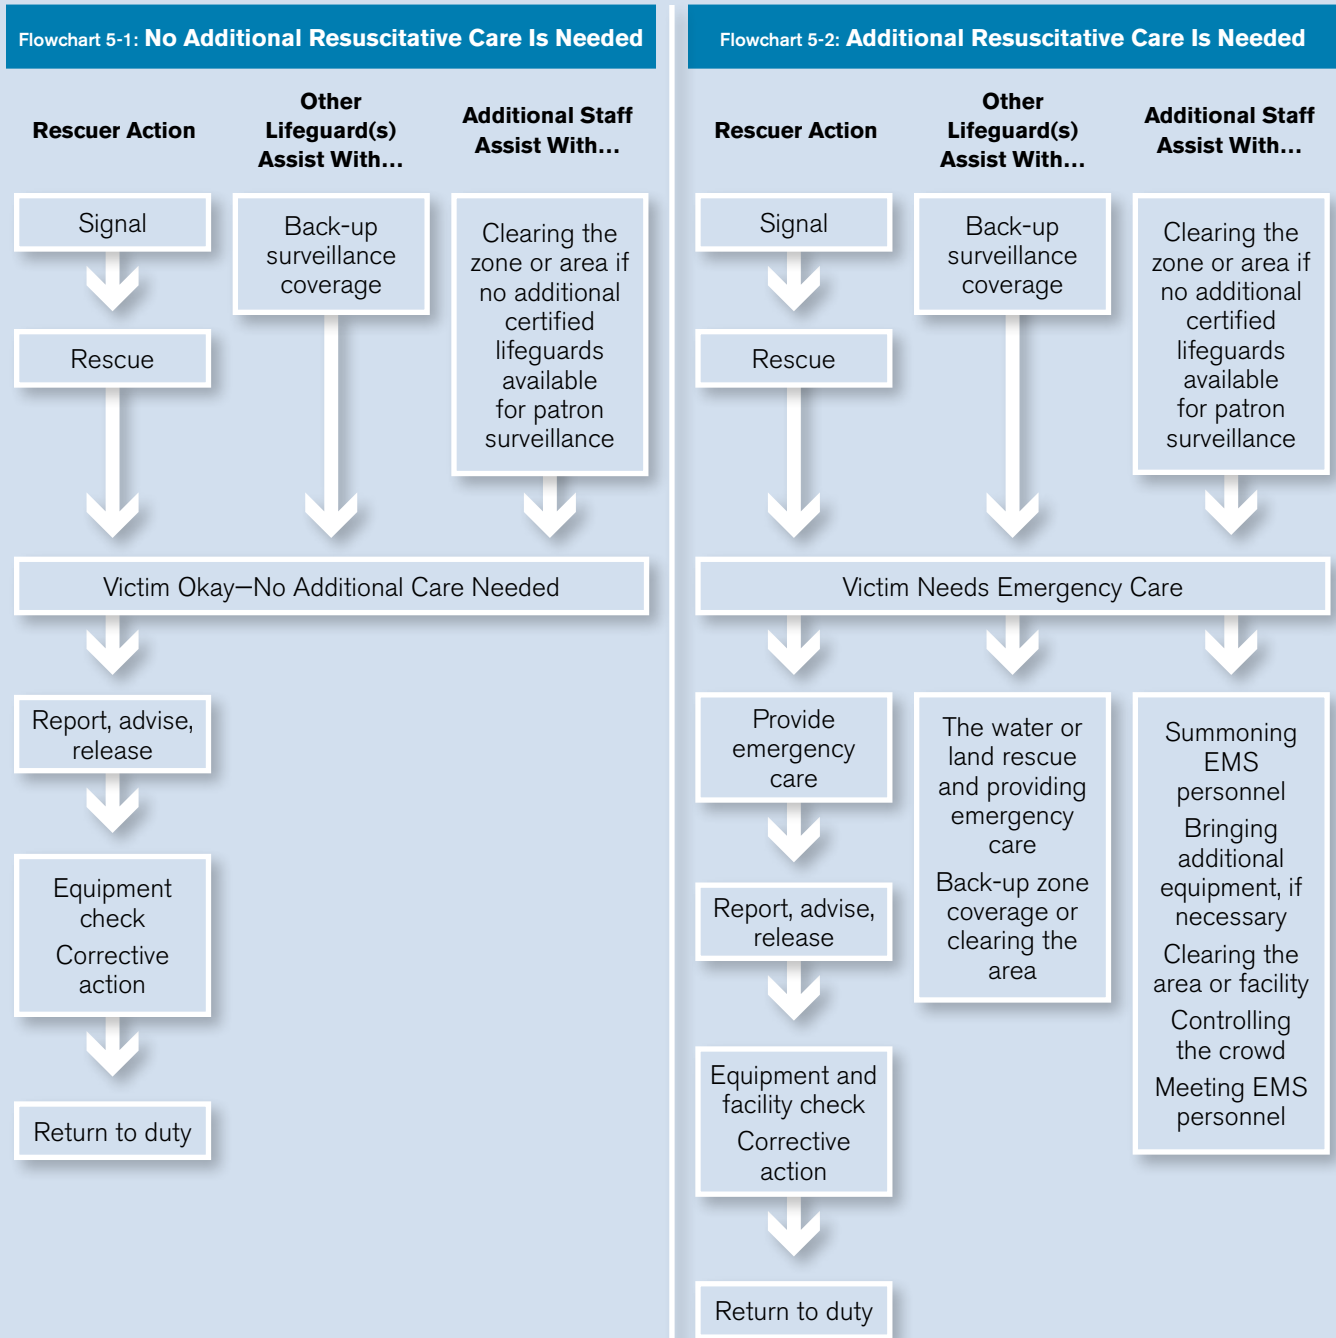 Flowchart 5-1: No Additional Resuscitative Care Is Needed
Rescuer Action
Other
Lifeguard(s)
Assist With...
Additional Staff
Assist With...
Signal
Rescue
Back-up
surveillance
coverage
Clearing the
zone or area if
no additional
certified
lifeguards
available
for patron
surveillance
Victim Okay—No Additional Care Needed
Report, advise,
release
Equipment
check
Corrective
action
Return to duty
Flowchart 5-2: Additional Resuscitative Care Is Needed
Rescuer Action
Other
Lifeguard(s)
Assist With...
Additional Staff
Assist With...
Signal
Rescue
Back-up
surveillance
coverage
Clearing the
zone or area if
no additional
certified
lifeguards
available
for patron
surveillance
Victim Needs Emergency Care
Provide
emergency
care
Report, advise,
release
Equipment and
facility check
Corrective
action
Return to duty
The water or
land rescue
and providing
emergency
care
Back-up zone
coverage or
clearing the
area
Summoning
EMS
personnel
Bringing
additional
equipment, if
necessary
Clearing the
area or facility
Controlling
the crowd
Meeting EMS
personnel